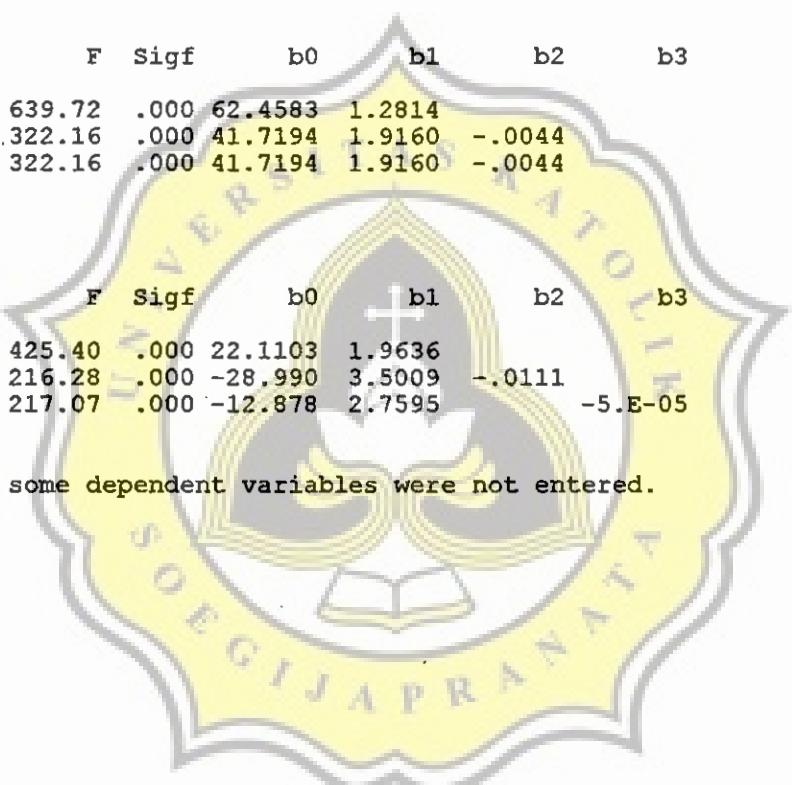 F Sigf b0 b1 b2 b3
639.72 .000 62.4583 1.2814
.322.16 .000 41.7194 1.9160 -.0044
322.16 .000 41.7194 1.9160 -.0044
F Sigf b0 b1 b2 b3
425.40 .000 22.1103 1.9636
216.28 .000 -28.990 3.5009 -.0111
217.07 .000 -12.878 2.7595 -5.E-05
some dependent variables were not entered.
UNIVERSITAS KATOLIK
SOEGIJAPRANATA